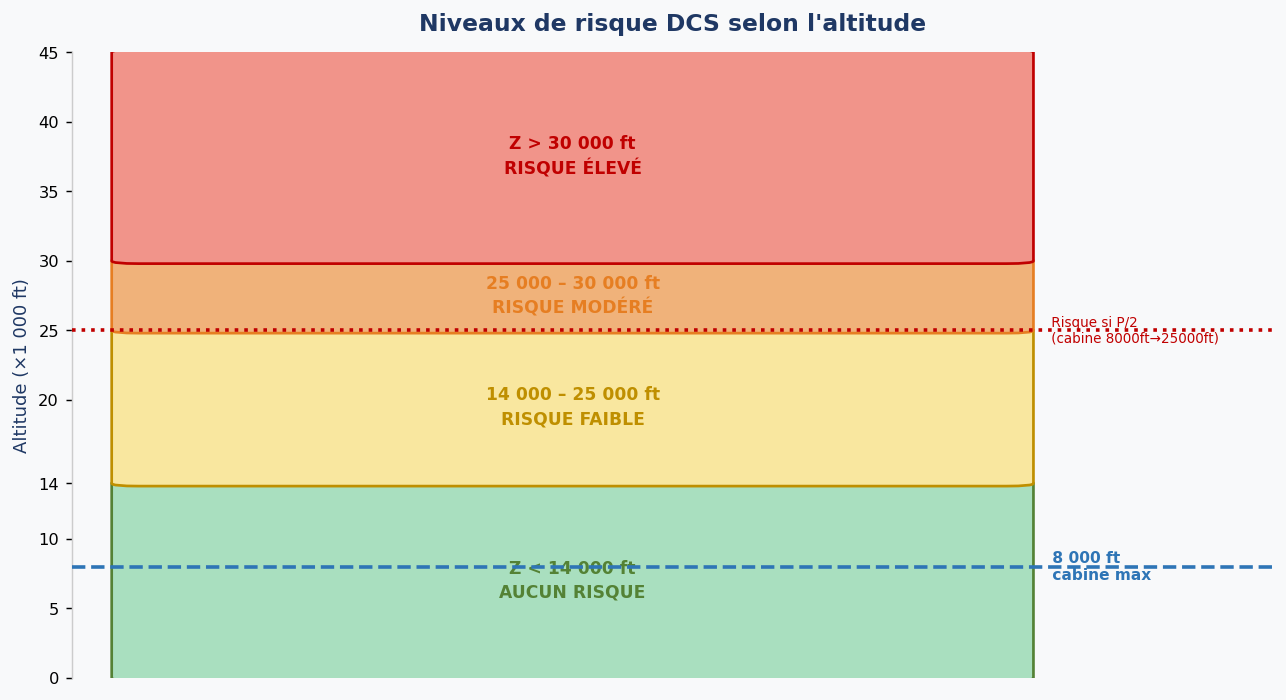 Niveaux de risque DCS selon l'altitude
Altitude (×1 000 ft)
45
40
35
30
25
20
14
10
5
0
Z > 30 000 ft
RISQUE ÉLEVÉ
25 000 – 30 000 ft
RISQUE MODÉRÉ
Risque si P/2
(cabine 8000ft→25000ft)
14 000 – 25 000 ft
RISQUE FAIBLE
8 000 ft
cabine max
Z < 14 000 ft
AUCUN RISQUE